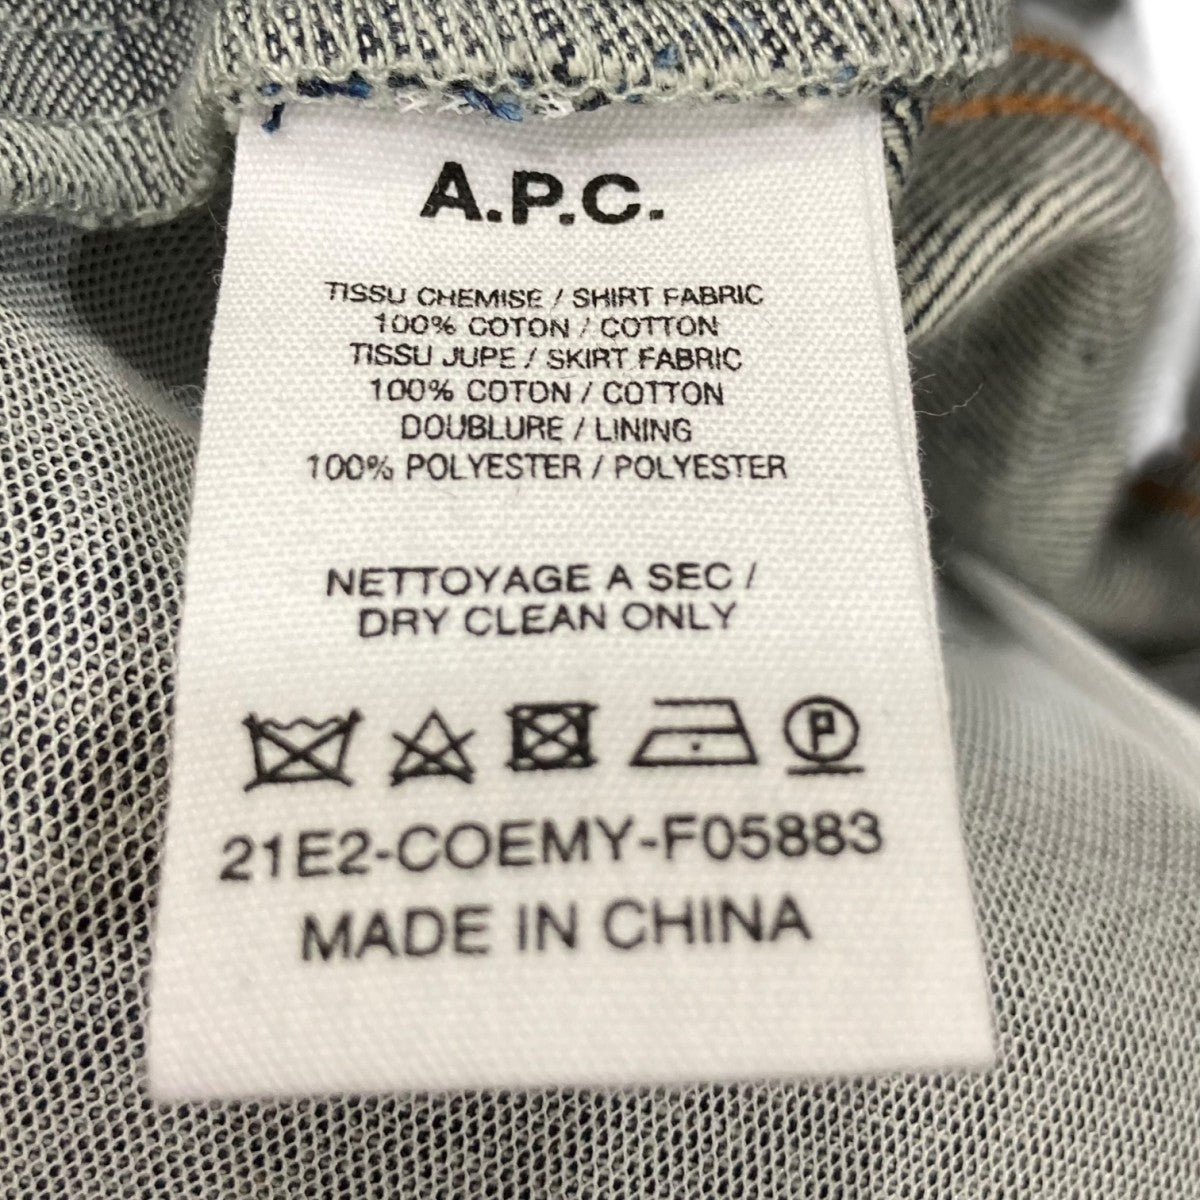 A.P.C.
TISSU CHEMISE / SHIRT FABRIC
100% COTON / COTTON
TISSU JUPE / SKIRT FABRIC
100% COTON / COTTON
DOUBLURE / LINING
100% POLYESTER / POLYESTER
NETTOYAGE A SEC /
DRY CLEAN ONLY
P
21E2-COEMY-F05883
MADE IN CHINA